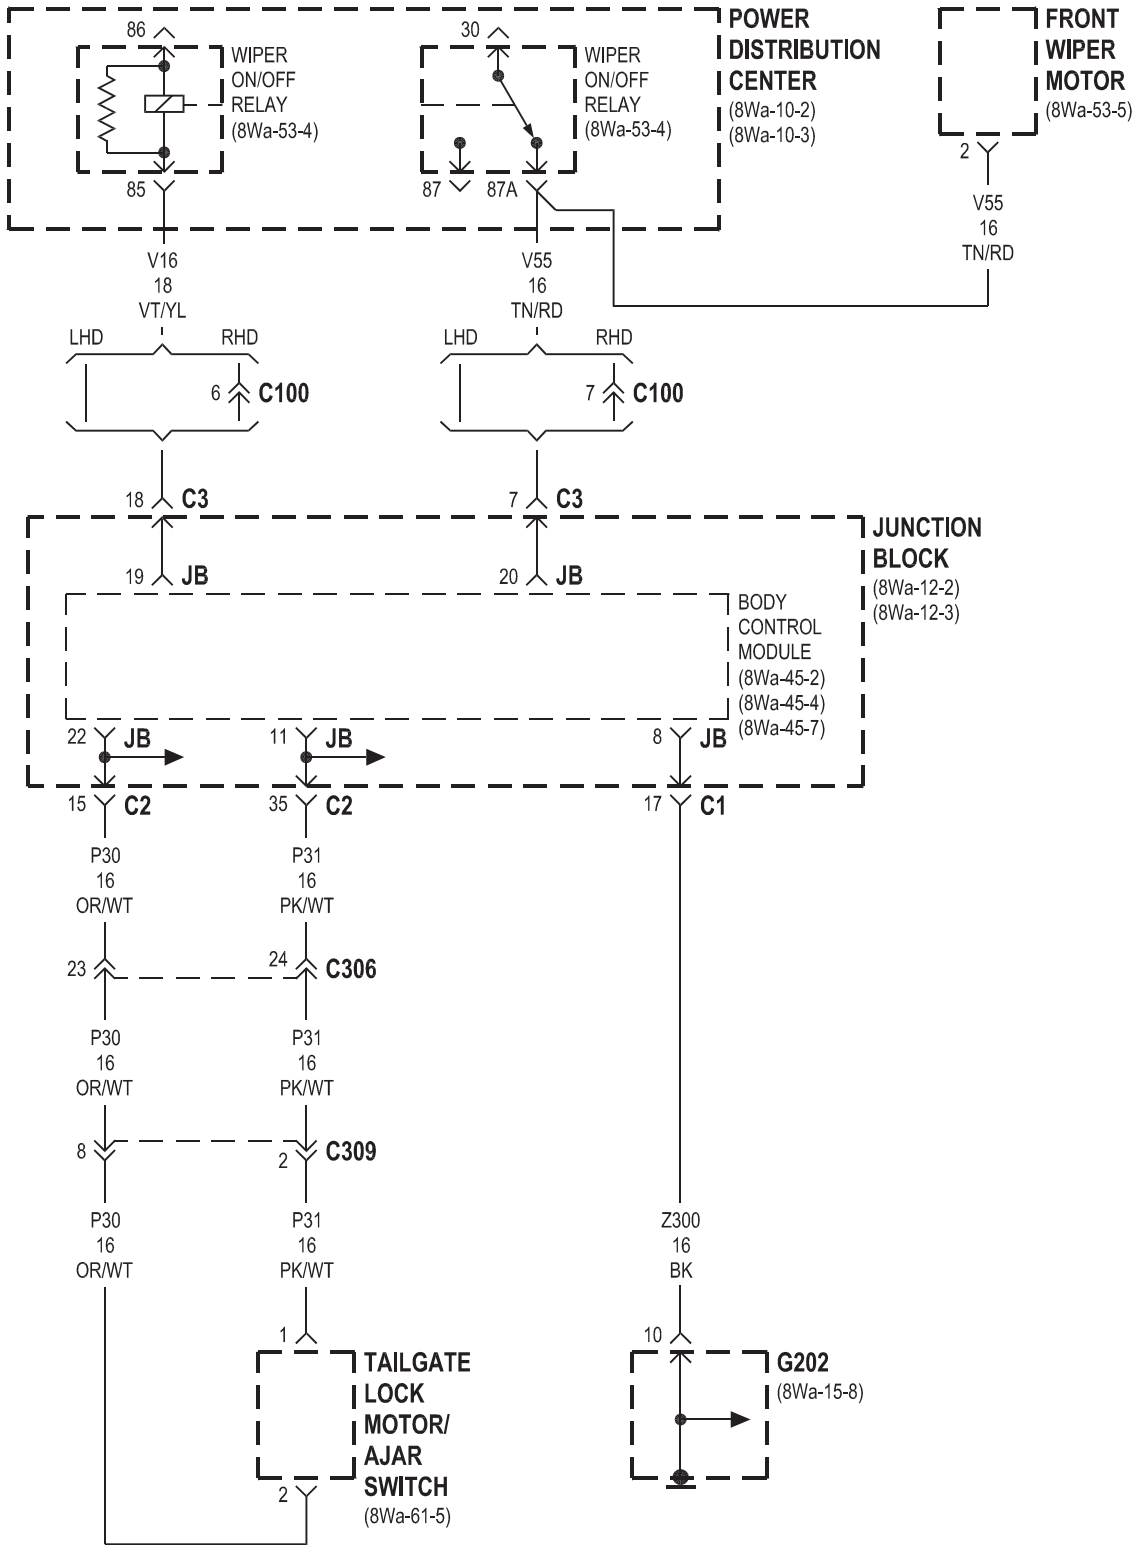 86
WIPER
ON/OFF
RELAY
(8Wa-53-4)
85
30
WIPER
ON/OFF
RELAY
(8Wa-53-4)
87
87A
POWER
DISTRIBUTION
CENTER
(8Wa-10-2)
(8Wa-10-3)
FRONT
WIPER
MOTOR
(8Wa-53-5)
2
V55
16
TN/RD
V16
18
VT/YL
V55
16
TN/RD
LHD
RHD
6
C100
LHD
RHD
7
C100
18
C3
7
C3
JUNCTION
BLOCK
(8Wa-12-2)
(8Wa-12-3)
19
JB
20
JB
BODY
CONTROL
MODULE
(8Wa-45-2)
(8Wa-45-4)
(8Wa-45-7)
22
JB
11
JB
8
JB
15
C2
35
C2
17
C1
P30
16
OR/WT
P31
16
PK/WT
23
24
C306
P30
16
OR/WT
P31
16
PK/WT
8
2
C309
P30
16
OR/WT
P31
16
PK/WT
Z300
16
BK
1
TAILGATE
LOCK
MOTOR/
AJAR
SWITCH
(8Wa-61-5)
2
10
G202
(8Wa-15-8)